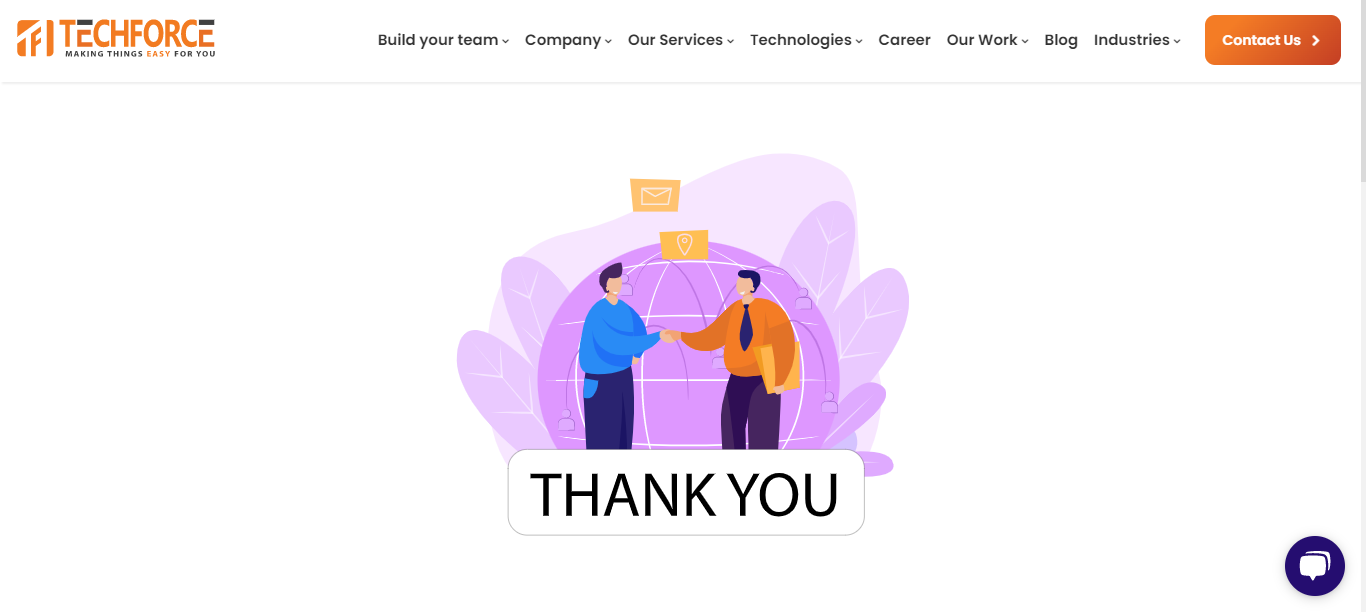 TECHFORCE
MAKING THINGS EASY FOR YOU
Build your team
Company
Our Services
Technologies
Career
Our Work
Blog
Industries
Contact Us
THANK YOU